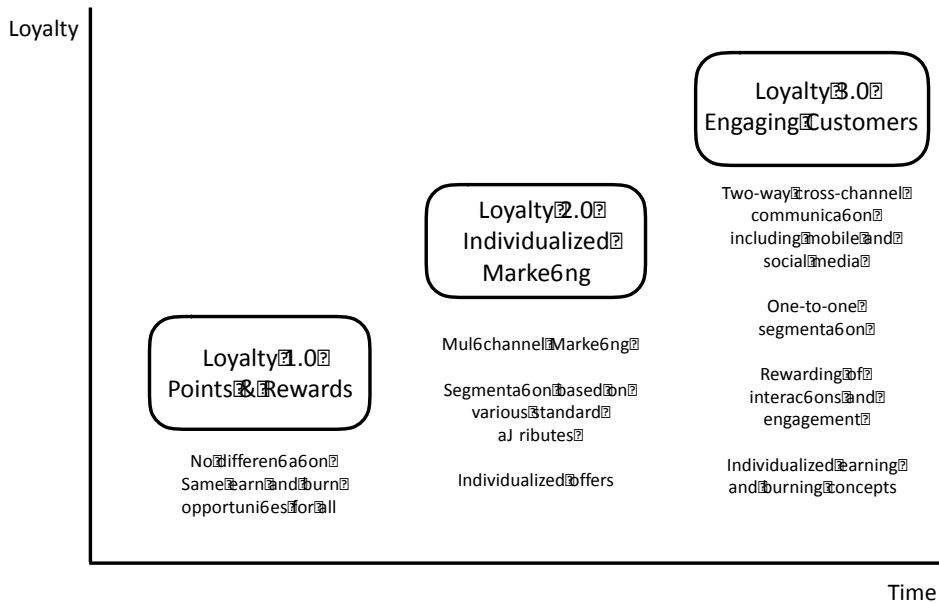 Loyalty
Loyalty⍰3.0⍰
Engaging⍰Customers
Two-way⍰cross-channel⍰
communica6on⍰
including⍰mobile⍰and⍰
social⍰media⍰
One-to-one⍰
segmenta6on⍰
Rewarding⍰of⍰
interac6ons⍰and⍰
engagement⍰
Individualized⍰earning⍰
and⍰burning⍰concepts
Loyalty⍰2.0⍰
Individualized⍰
Marke6ng
Mul6channel⍰Marke6ng⍰
Segmenta6on⍰based⍰on⍰
various⍰standard⍰
aJ ributes⍰
Individualized⍰offers
Loyalty⍰1.0⍰
Points⍰&⍰Rewards
No⍰differen6a6on⍰
Same⍰earn⍰and⍰burn⍰
opportuni6es⍰for⍰all
Time